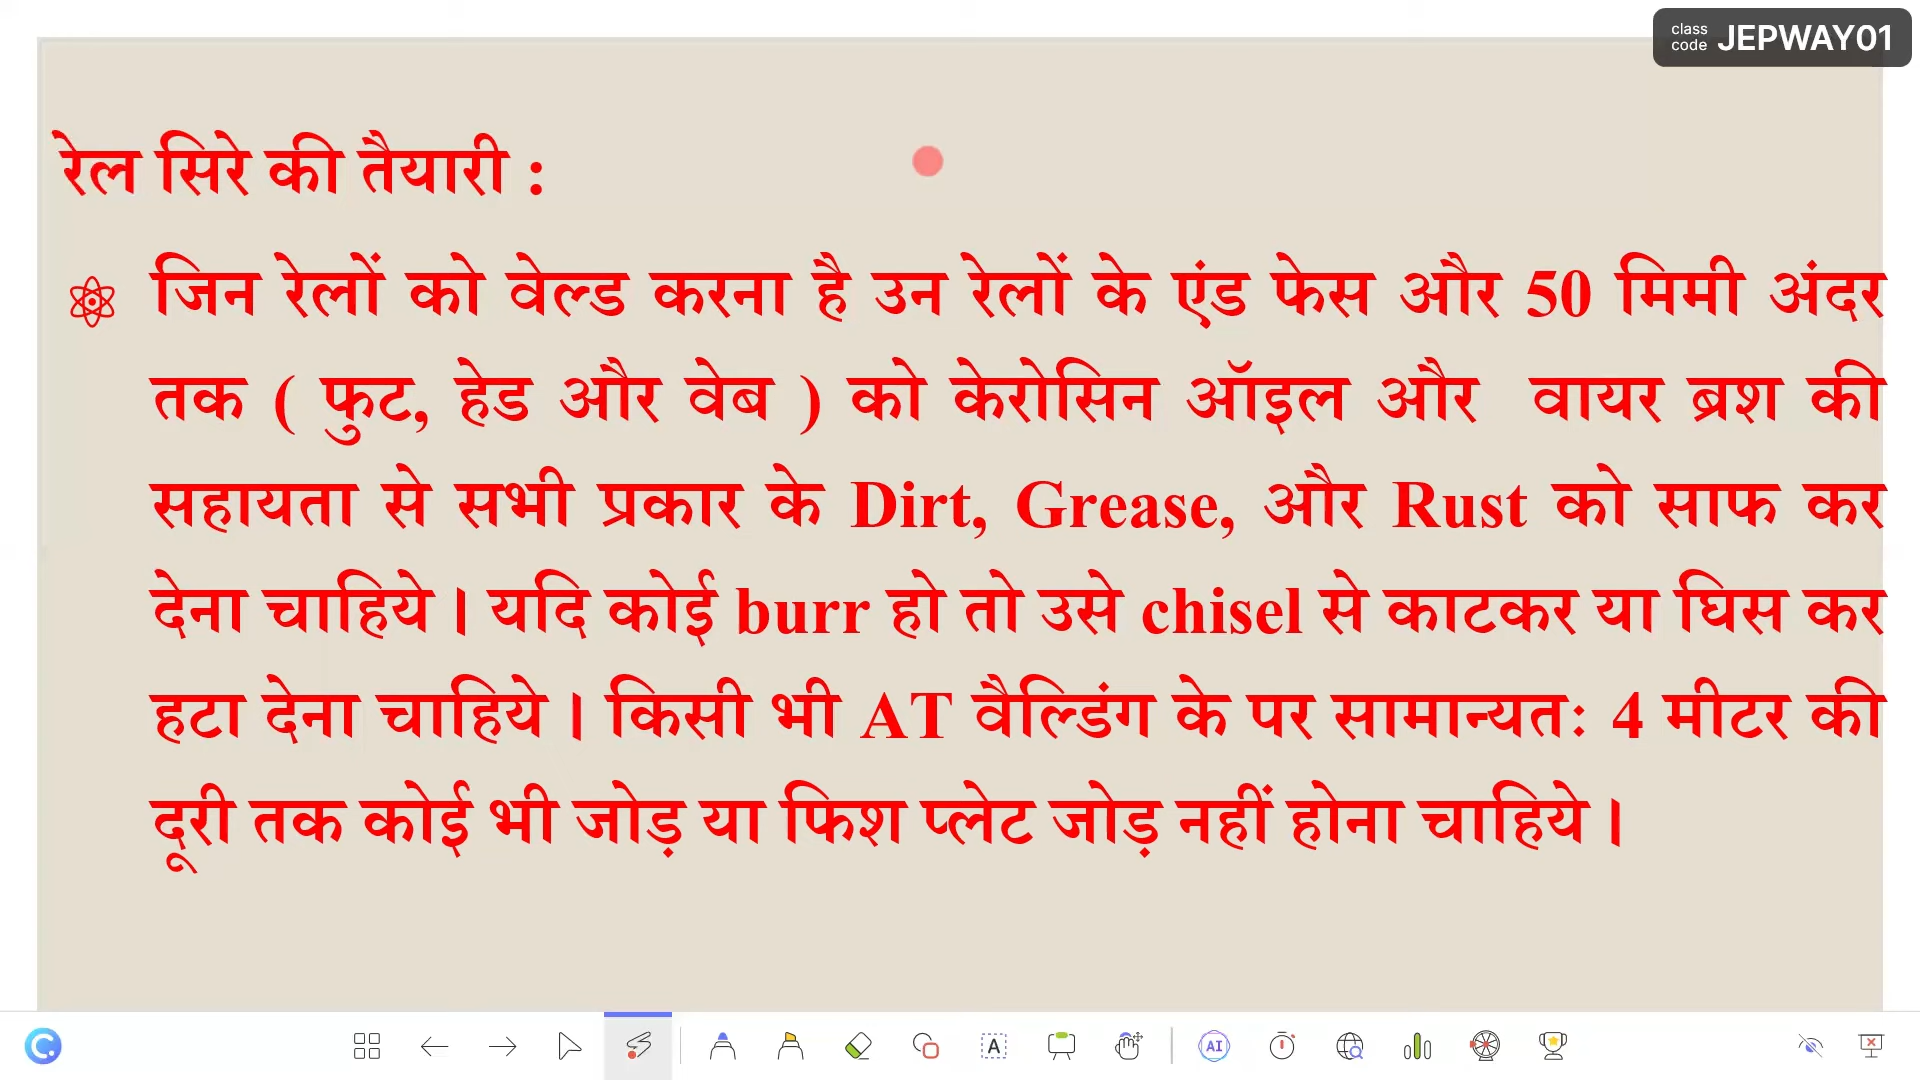 class
code JEPWAY01
रेल सिरे की तैयारी :
जिन रेलों को वेल्ड करना है उन रेलों के एंड फेस और 50 मिमी अंदर
तक ( फुट, हेड और वेब ) को केरोसिन ऑइल और वायर ब्रश की
सहायता से सभी प्रकार के Dirt, Grease, और Rust को साफ कर
देना चाहिये । यदि कोई burr हो तो उसे chisel से काटकर या घिस कर
हटा देना चाहिये । किसी भी AT वैल्डिंग के पर सामान्यतः 4 मीटर की
दूरी तक कोई भी जोड़ या फिश प्लेट जोड़ नहीं होना चाहिये ।
A
AI